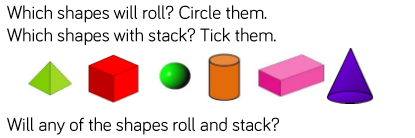 Which shapes will roll? Circle them.
Which shapes with stack? Tick them.
Will any of the shapes roll and stack?